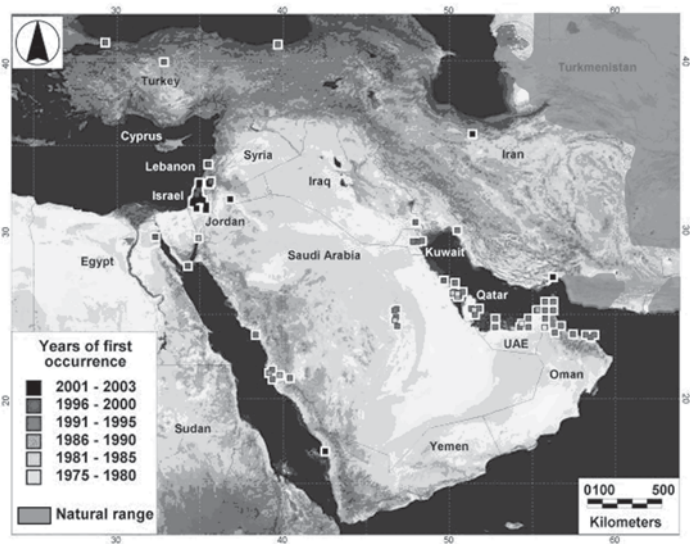 30
40
50
60
40
Turkey
Turkmenistan
40
Cyprus
Syria
Iran
Lebanon
Iraq
Israel
Jordan
30
30
Egypt
Saudi Arabia
Kuwait
Qatar
Years of first
occurrence
2001 - 2003
1996 - 2000
1991 - 1995
1986 - 1990
1981 - 1985
1975 - 1980
Natural range
UAE
Oman
20
20
Sudan
Yemen
0100 500
Kilometers
30
40
50
60